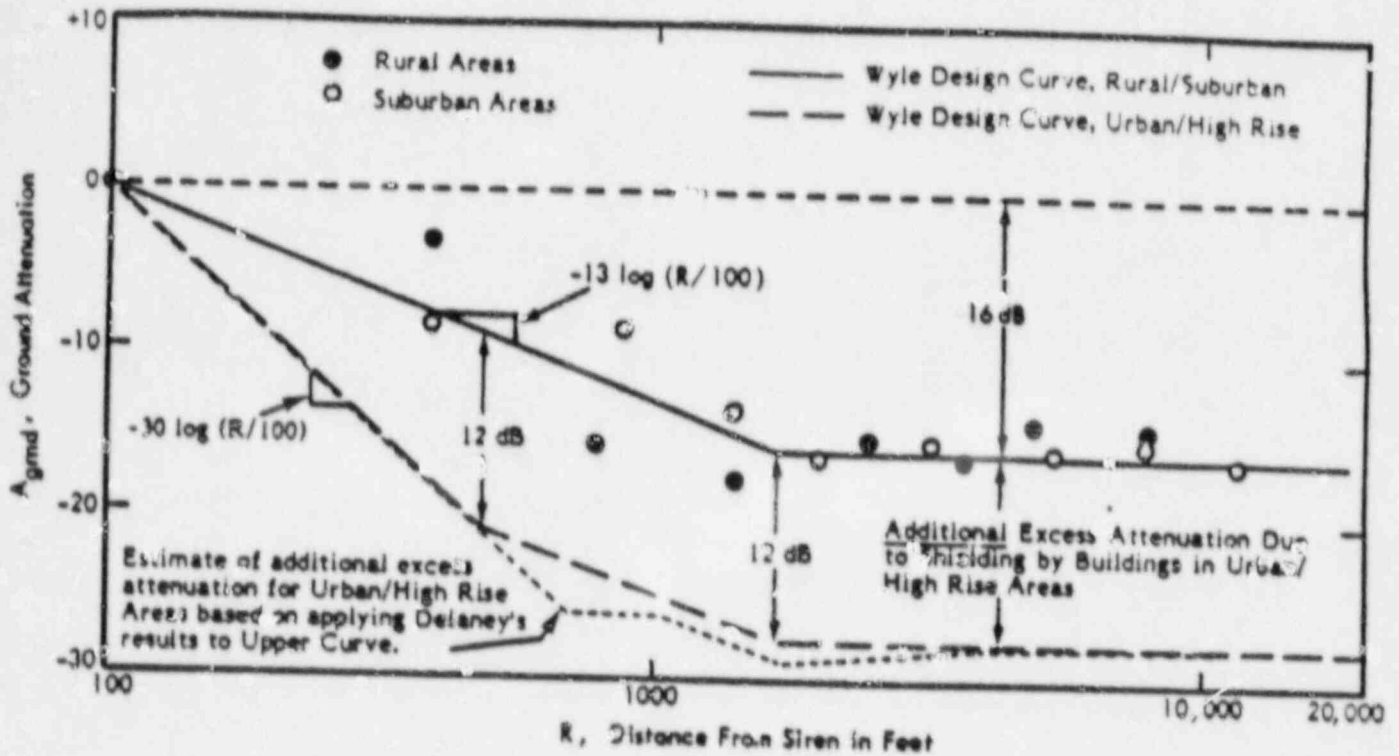 +10
Rural Areas
Suburban Areas
Wyle Design Curve, Rural/Suburban
Wyle Design Curve, Urban/High Rise
0
-10
-20
-30
Agrnd, Ground Attenuation
-13 log (R/100)
16 dB
-30 log (R/100)
12 dB
12 dB
Additional Excess Attenuation Due
to Shielding by Buildings in Urban/
High Rise Areas
Estimate of additional excess
attenuation for Urban/High Rise
Areas based on applying Delaney's
results to Upper Curve.
100
1000
10,000
20,000
R, Distance From Siren in Feet